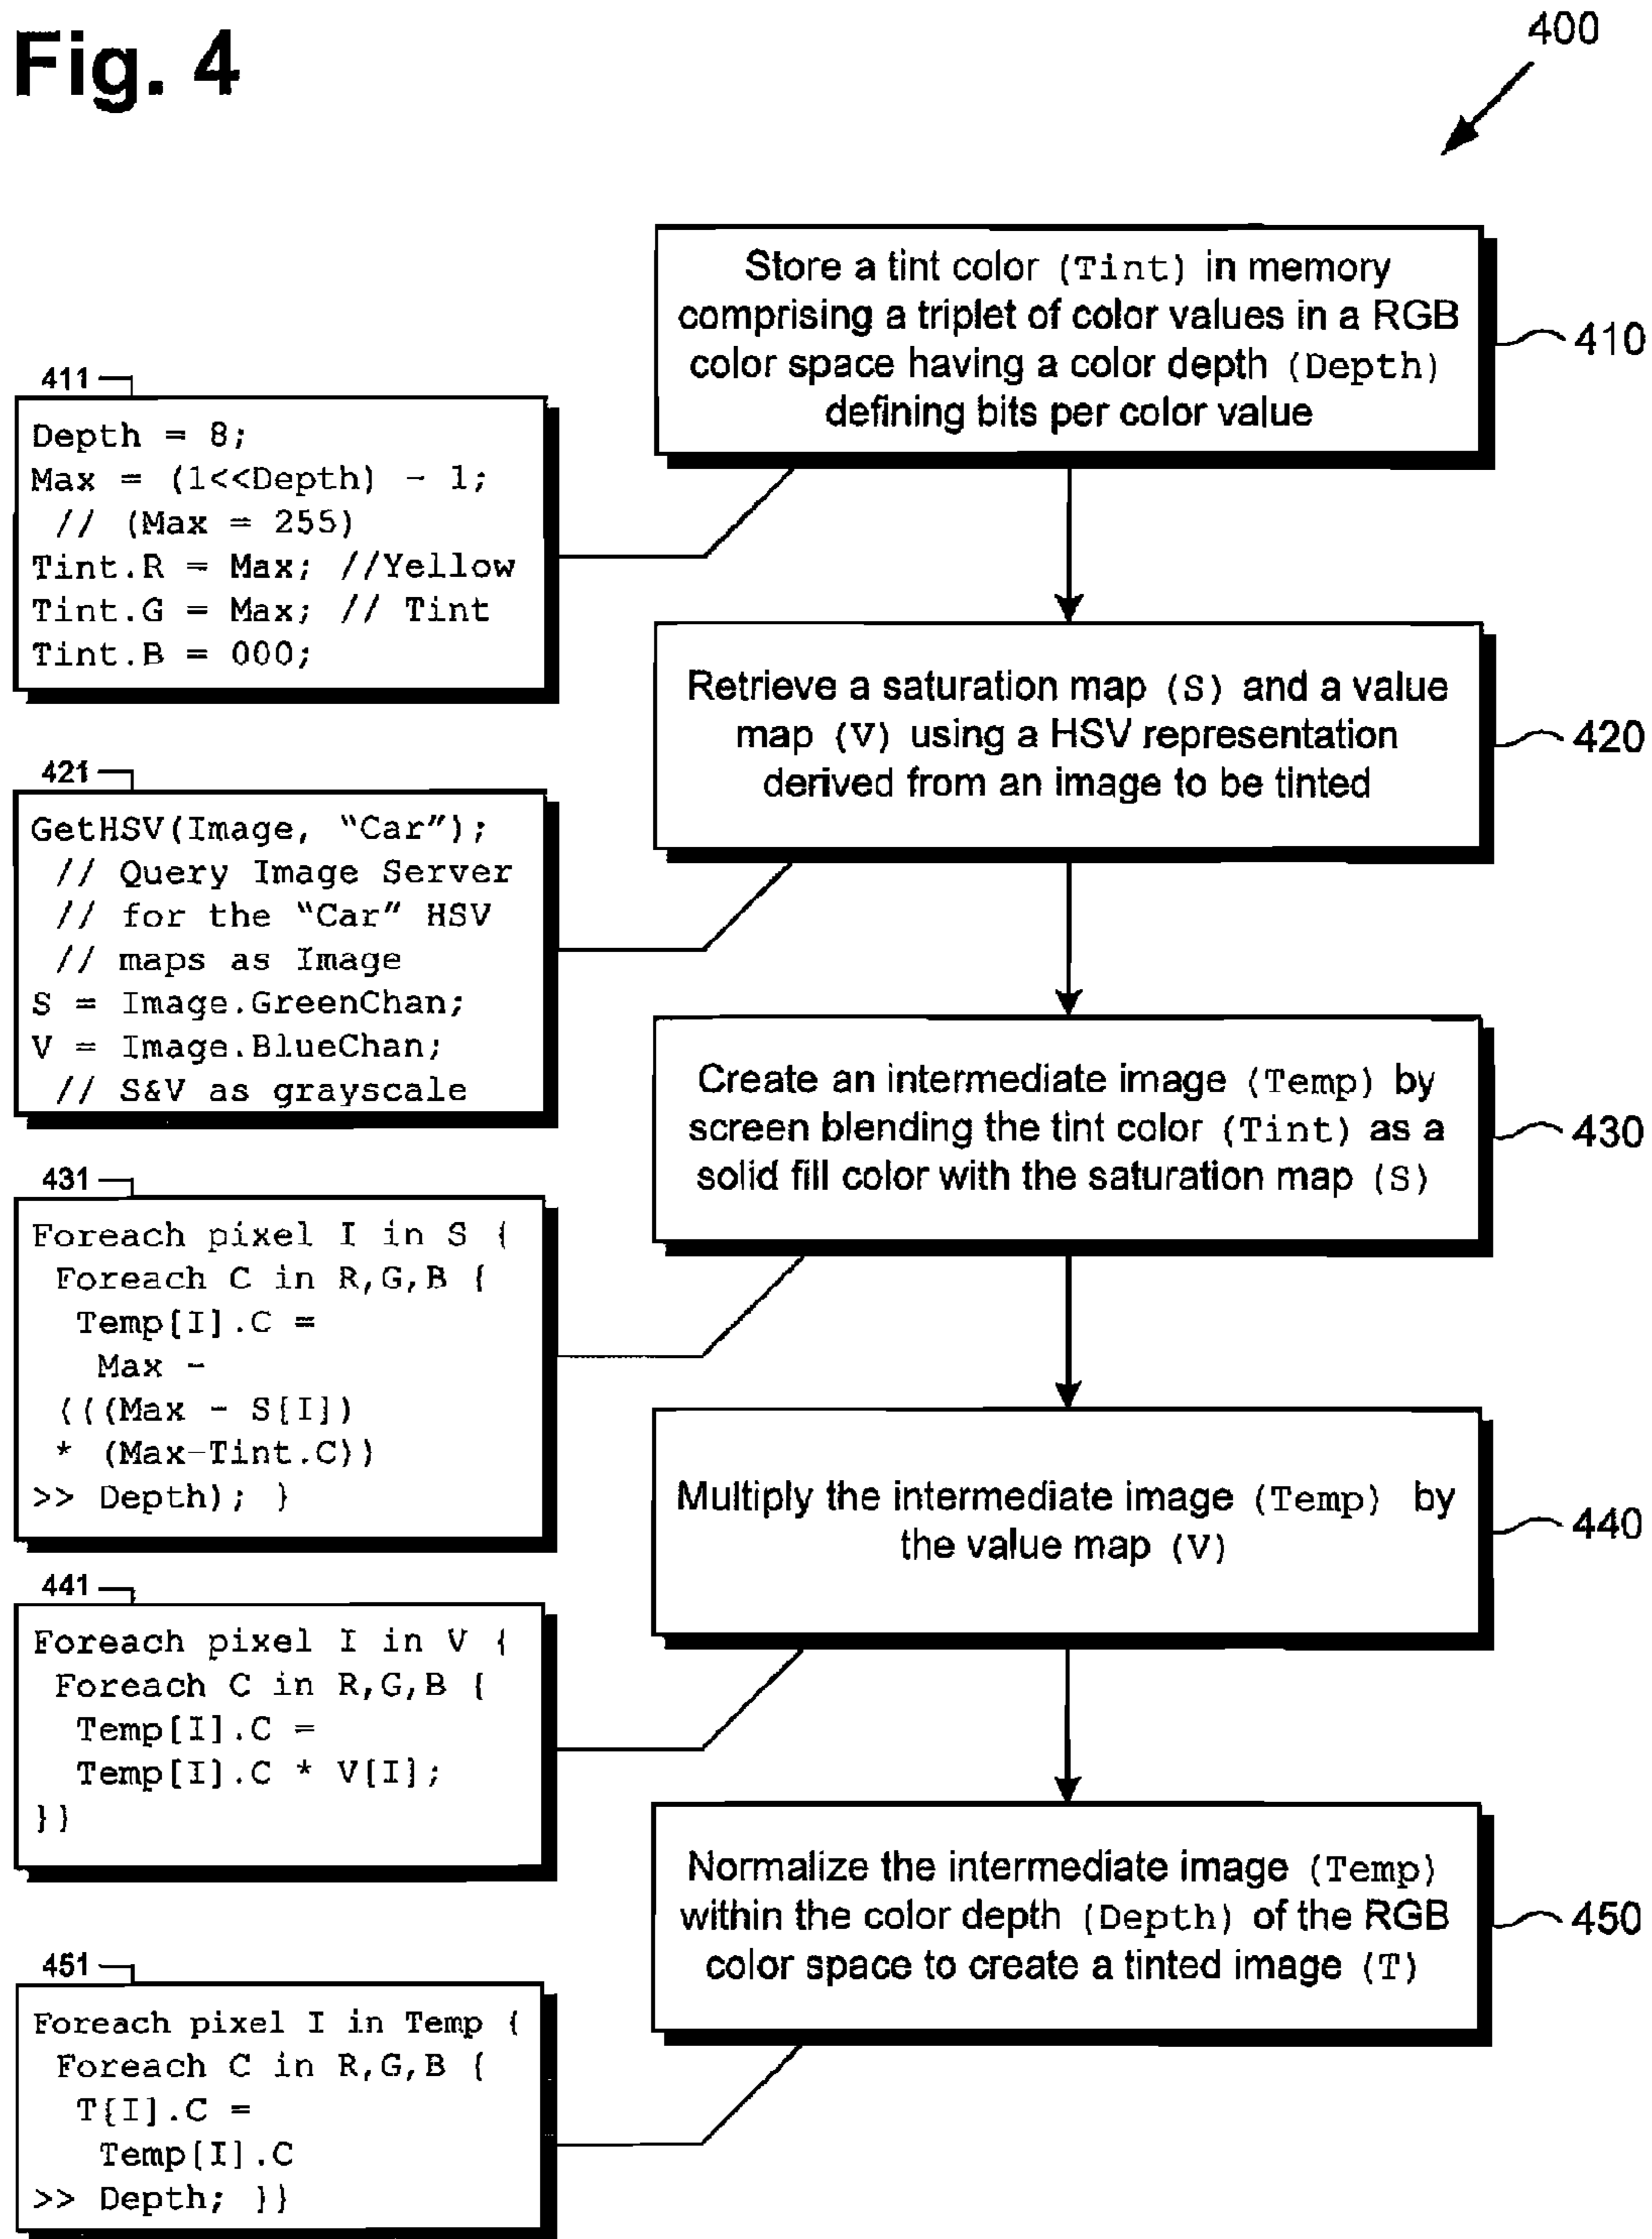 Fig. 4
400
Store a tint color (Tint) in memory
comprising a triplet of color values in a RGB
color space having a color depth (Depth)
defining bits per color value
410
411
Depth = 8;
Max = (1<<Depth) - 1;
// (Max = 255)
Tint.R = Max; //Yellow
Tint.G = Max; // Tint
Tint.B = 000;
Retrieve a saturation map (S) and a value
map (V) using a HSV representation
derived from an image to be tinted
420
421
GetHSV(Image, “Car”);
// Query Image Server
// for the “Car” HSV
// maps as Image
S = Image.GreenChan;
V = Image.BlueChan;
// S&V as grayscale
Create an intermediate image (Temp) by
screen blending the tint color (Tint) as a
solid fill color with the saturation map (S)
430
431
Foreach pixel I in S {
Foreach C in R,G,B {
Temp[I].C =
Max -
(((Max - S[I])
* (Max-Tint.C))
>> Depth); }
Multiply the intermediate image (Temp) by
the value map (V)
440
441
Foreach pixel I in V {
Foreach C in R,G,B {
Temp[I].C =
Temp[I].C * V[I];
}}
Normalize the intermediate image (Temp)
within the color depth (Depth) of the RGB
color space to create a tinted image (T)
450
451
Foreach pixel I in Temp {
Foreach C in R,G,B {
T[I].C =
Temp[I].C
>> Depth; }}